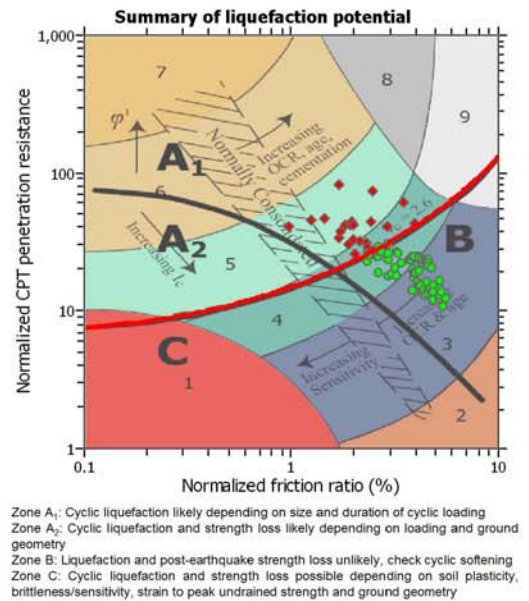 Summary of liquefaction potential
1,000
100
10
1
Normalized CPT penetration resistance
7
8
9
φ'
A1
Normally Consolidated
Increasing
OCR, age,
cementation
6
A2
Increasing Ic
5
Ic = 2.6
B
4
Increasing
OCR & age
3
C
1
Increasing
Sensitivity
2
0.1
1
10
Normalized friction ratio (%)
Zone A1: Cyclic liquefaction likely depending on size and duration of cyclic loading
Zone A2: Cyclic liquefaction and strength loss likely depending on loading and ground
geometry
Zone B: Liquefaction and post-earthquake strength loss unlikely, check cyclic softening
Zone C: Cyclic liquefaction and strength loss possible depending on soil plasticity,
brittleness/sensitivity, strain to peak undrained strength and ground geometry